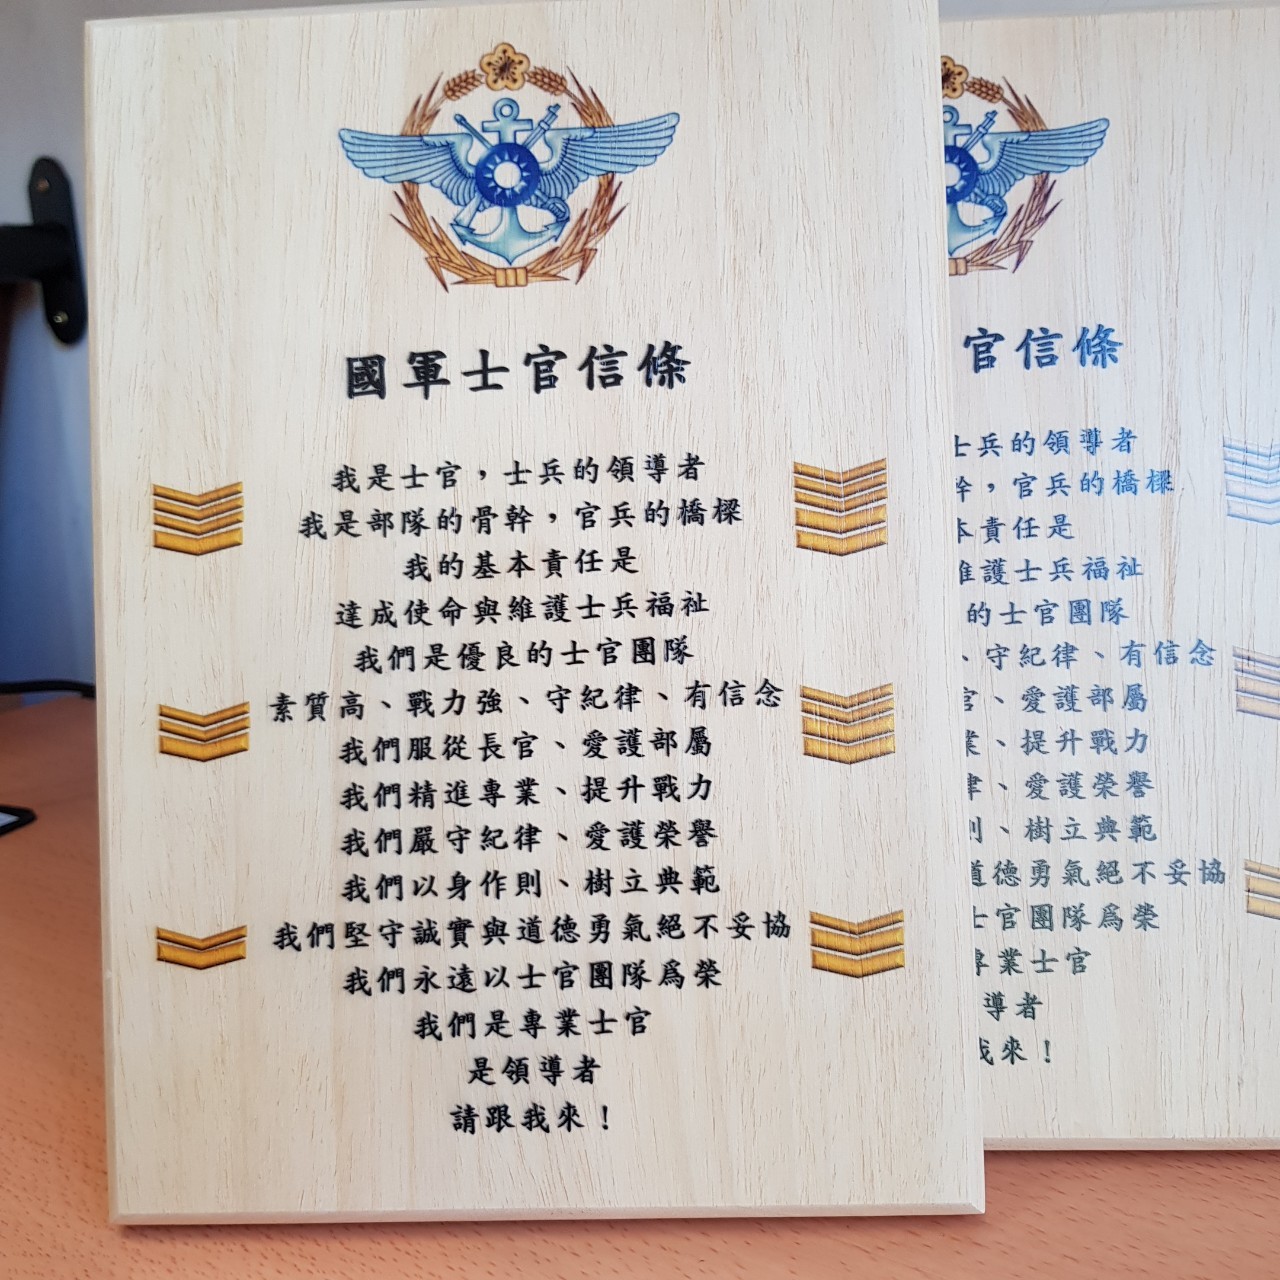 國軍士官信條
我是士官，士兵的領導者
我是部隊的骨幹，官兵的橋樑
我的基本責任是
達成使命與維護士兵福祉
我們是優良的士官團隊
素質高、戰力強、守紀律、有信念
我們服從長官、愛護部屬
我們精進專業、提升戰力
我們嚴守紀律、愛護榮譽
我們以身作則、樹立典範
我們堅守誠實與道德勇氣絕不妥協
我們永遠以士官團隊為榮
我們是專業士官
是領導者
請跟我來！
官信條
士兵的領導者
幹，官兵的橋樑
本責任是
維護士兵福祉
的士官團隊
、守紀律、有信念
官、愛護部屬
業、提升戰力
律、愛護榮譽
則、樹立典範
道德勇氣絕不妥協
士官團隊為榮
專業士官
導者
我來！